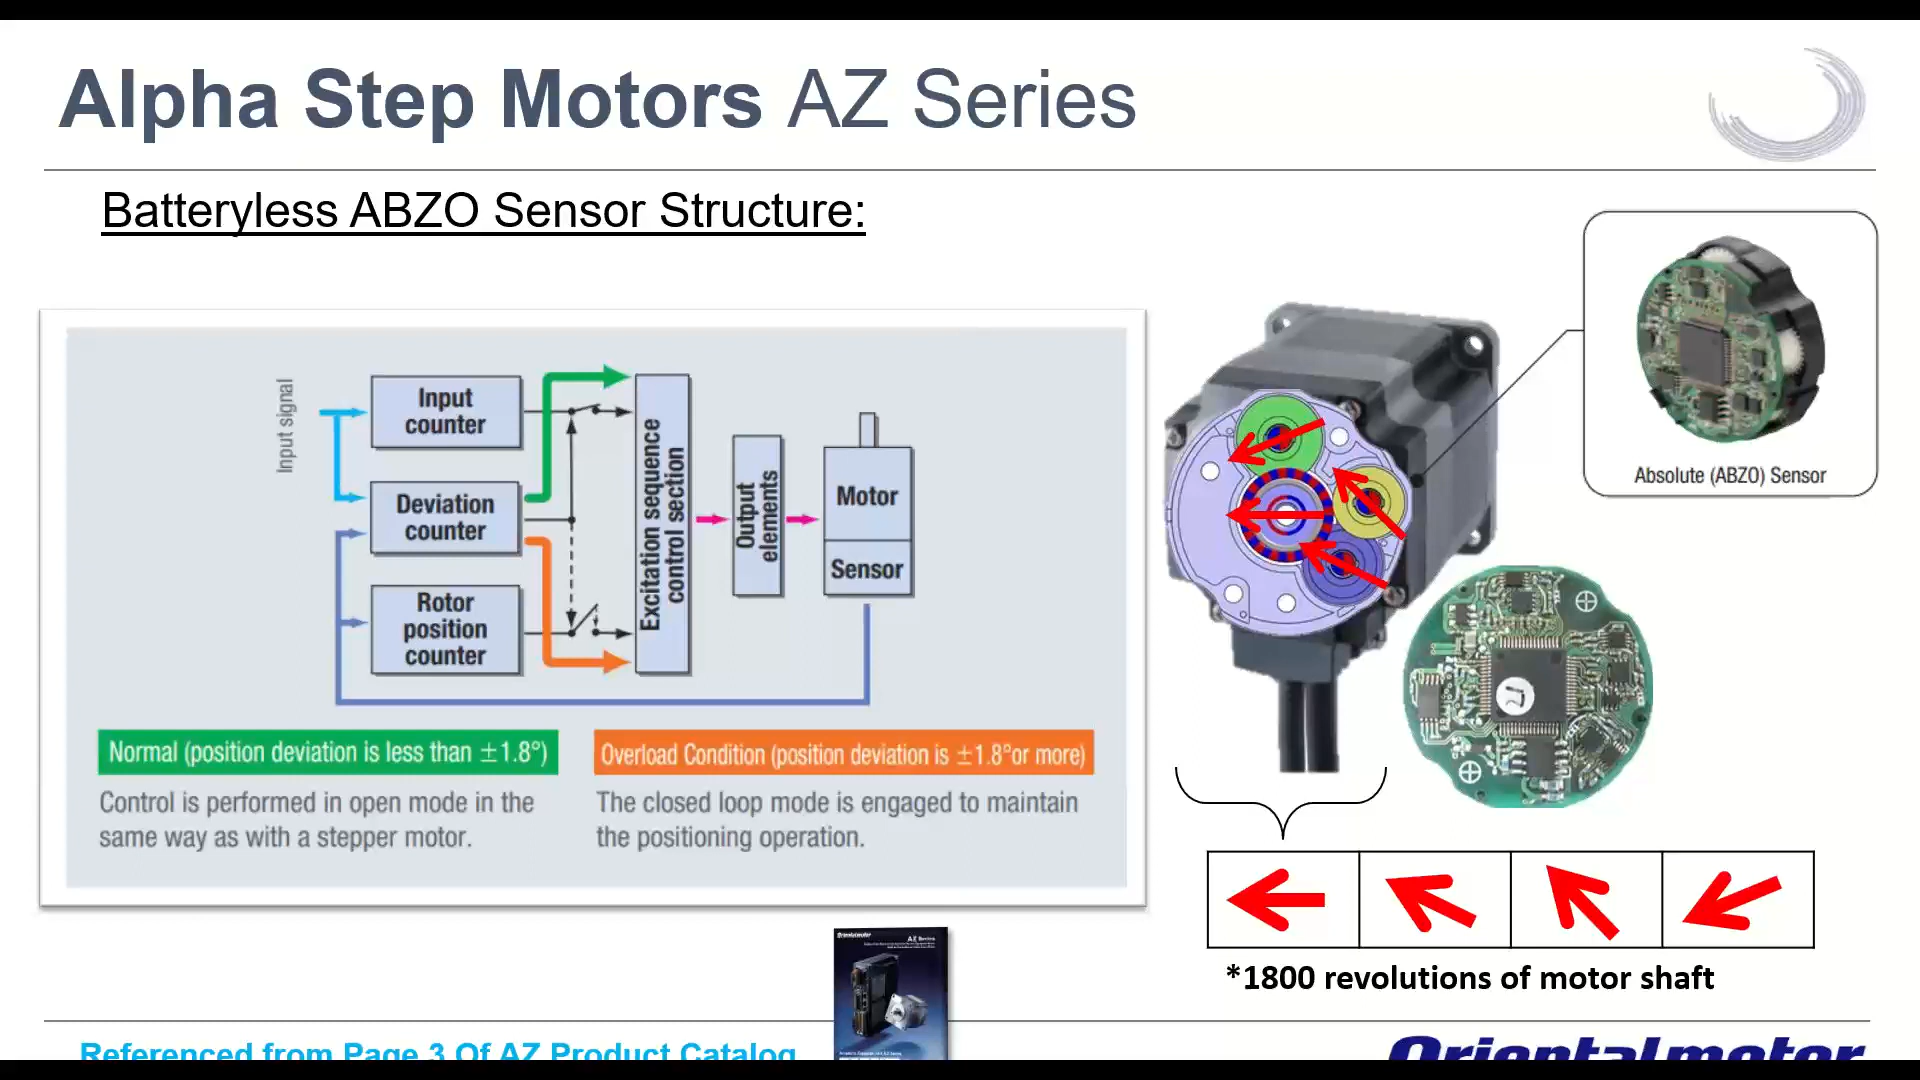 Alpha Step Motors AZ Series
Batteryless ABZO Sensor Structure:
Input signal
Input
counter
Deviation
counter
Rotor
position
counter
Excitation sequence
control section
Output
elements
Motor
Sensor
Normal (position deviation is less than ±1.8°)
Control is performed in open mode in the
same way as with a stepper motor.
Overload Condition (position deviation is ±1.8°or more)
The closed loop mode is engaged to maintain
the positioning operation.
Absolute (ABZO) Sensor
*1800 revolutions of motor shaft
Orientalmotor
AZ Series
Referenced from Page 3 Of AZ Product Catalog
Orientalmotor